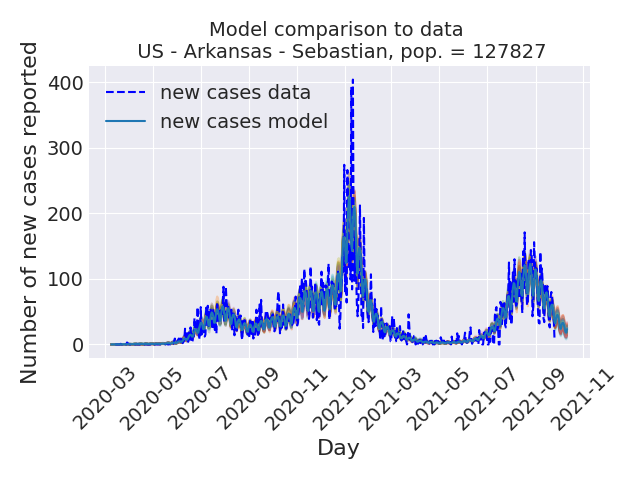 Model comparison to data
US - Arkansas - Sebastian, pop. = 127827
Number of new cases reported
400
300
200
100
0
new cases data
new cases model
2020-03
2020-05
2020-07
2020-09
2020-11
2021-01
2021-03
2021-05
2021-07
2021-09
2021-11
Day